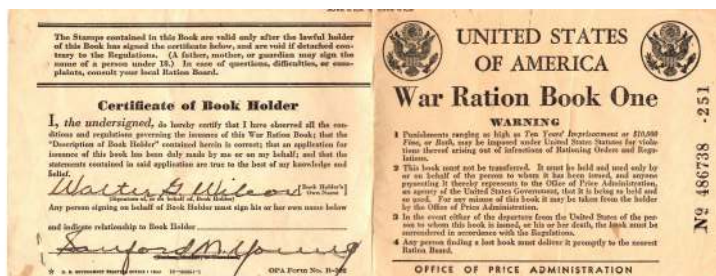 The Stamps contained in this Book are valid only after the lawful holder
of this Book has signed the certificate below, and are void if detached con-
trary to the Regulations. (A father, mother, or guardian may sign the
name of a person under 18.) In case of questions, difficulties, or com-
plaints, consult your local Ration Board.
Certificate of Book Holder
I, the undersigned, do hereby certify that I have observed all the con-
ditions and regulations governing the issuance of this War Ration Book; that the
"Description of Book Holder" contained herein is correct; that an application for
issuance of this book has been duly made by me or on my behalf; and that the
statements contained in said application are true to the best of my knowledge and
belief.
Walter G Wilcox
[Book Holder's
Own Name]
(Signature of, or on behalf of, Book Holder)
Any person signing on behalf of Book Holder must sign his or her own name below
and indicate relationship to Book Holder
Sanford M. Young
U. S. GOVERNMENT PRINTING OFFICE : 1942
OPA Form No. R-302
UNITED STATES
OF AMERICA
War Ration Book One
WARNING
1 Punishments ranging as high as Ten Years' Imprisonment or $10,000
Fine, or Both, may be imposed under United States Statutes for viola-
tions thereof arising out of infractions of Rationing Orders and Regu-
lations.
2 This book must not be transferred. It must be held and used only by
or on behalf of the person to whom it has been issued, and anyone
presenting it thereby represents to the Office of Price Administration,
an agency of the United States Government, that it is being so held and
so used. For any misuse of this book it may be taken from the holder
by the Office of Price Administration.
3 In the event either of the departure from the United States of the per-
son to whom this book is issued, or his or her death, the book must be
surrendered in accordance with the Regulations.
4 Any person finding a lost book must deliver it promptly to the nearest
Ration Board.
OFFICE OF PRICE ADMINISTRATION
Nº 486738 -251